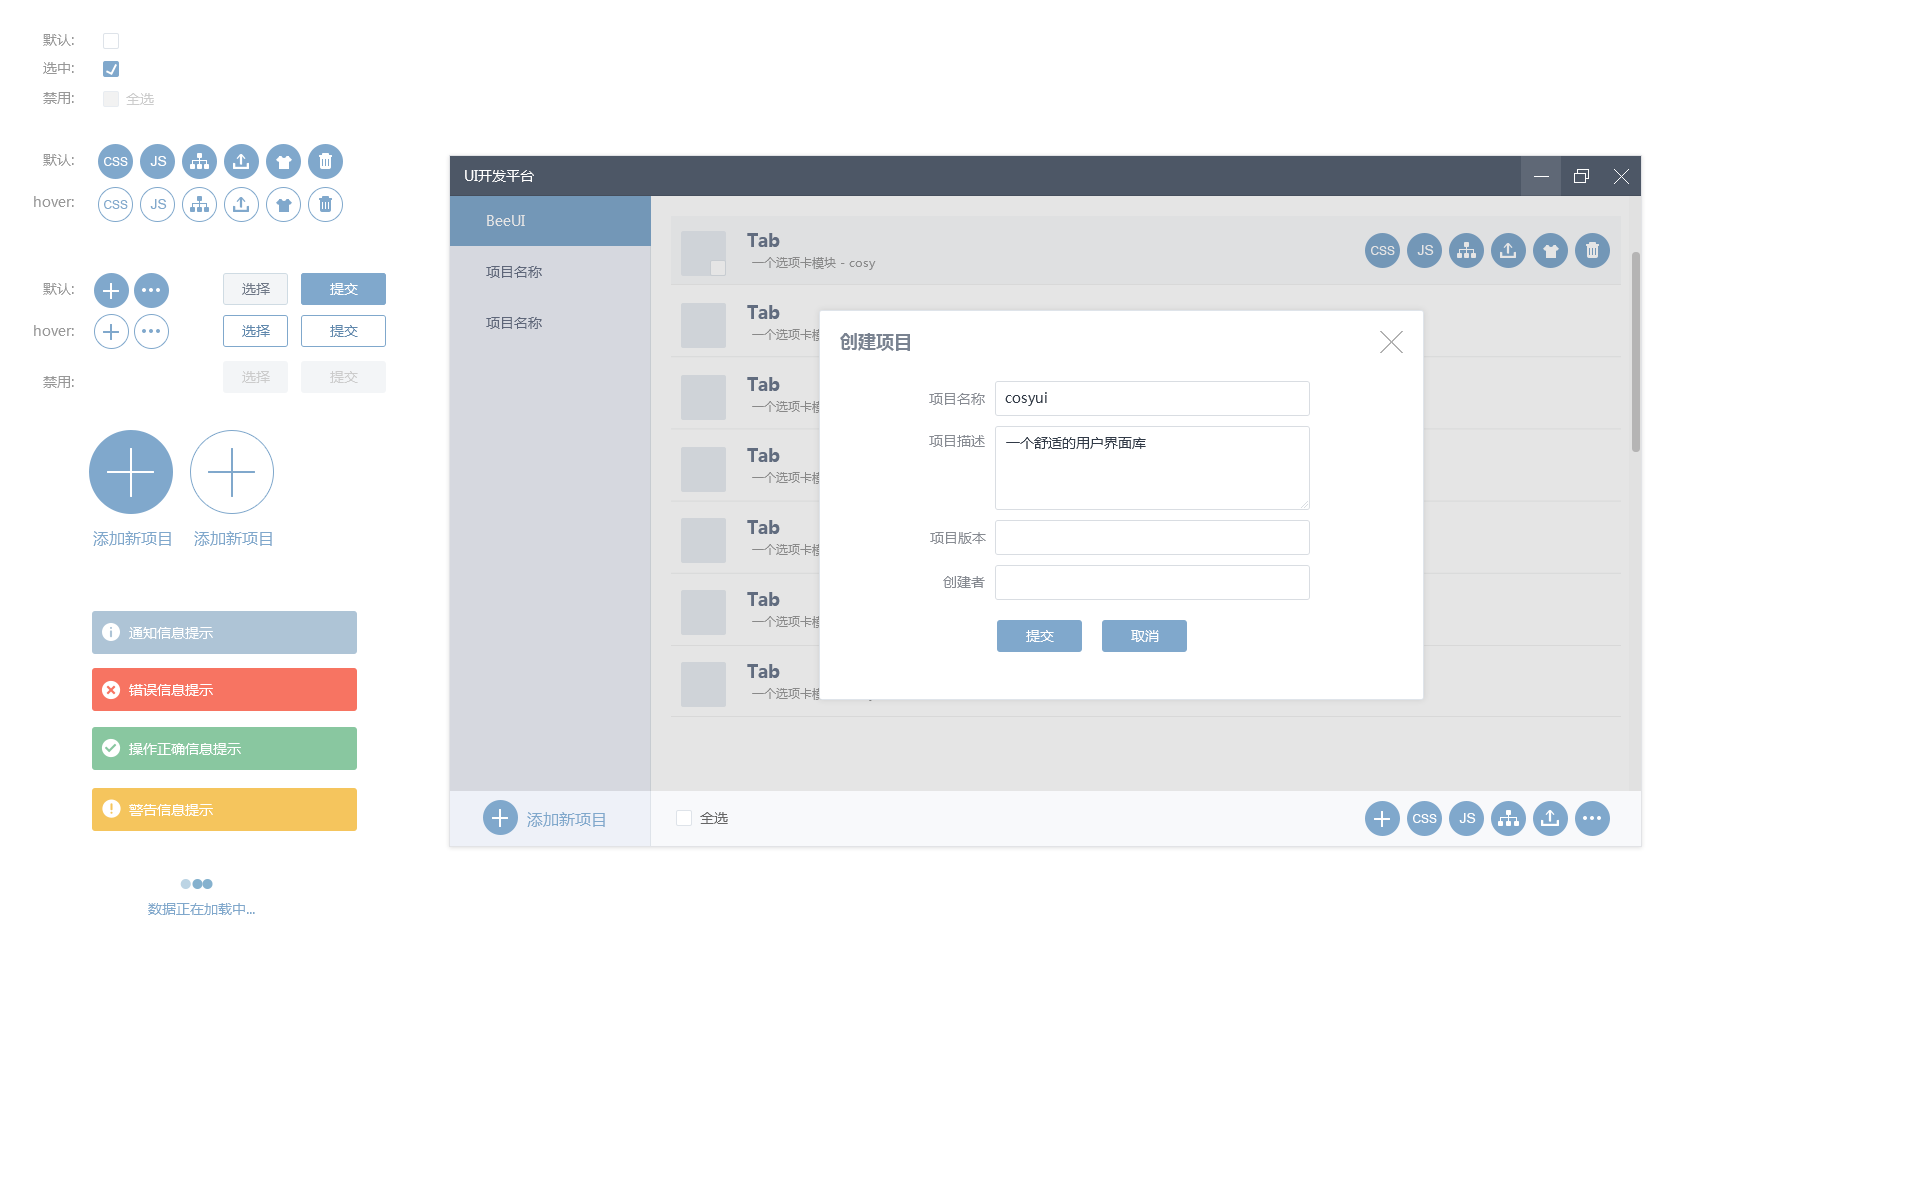 默认:
选中:
禁用:
全选
默认:
CSS
JS
hover:
CSS
JS
默认:
选择
提交
hover:
选择
提交
禁用:
选择
提交
添加新项目
添加新项目
通知信息提示
错误信息提示
操作正确信息提示
警告信息提示
数据正在加载中...
UI开发平台
BeeUI
项目名称
项目名称
Tab
一个选项卡模块 - cosy
CSS
JS
Tab
一个选项卡
Tab
一个选项卡
Tab
一个选项卡
Tab
一个选项卡
Tab
一个选项卡
Tab
一个选项卡
创建项目
项目名称
cosyui
项目描述
一个舒适的用户界面库
项目版本
创建者
提交
取消
添加新项目
全选
CSS
JS